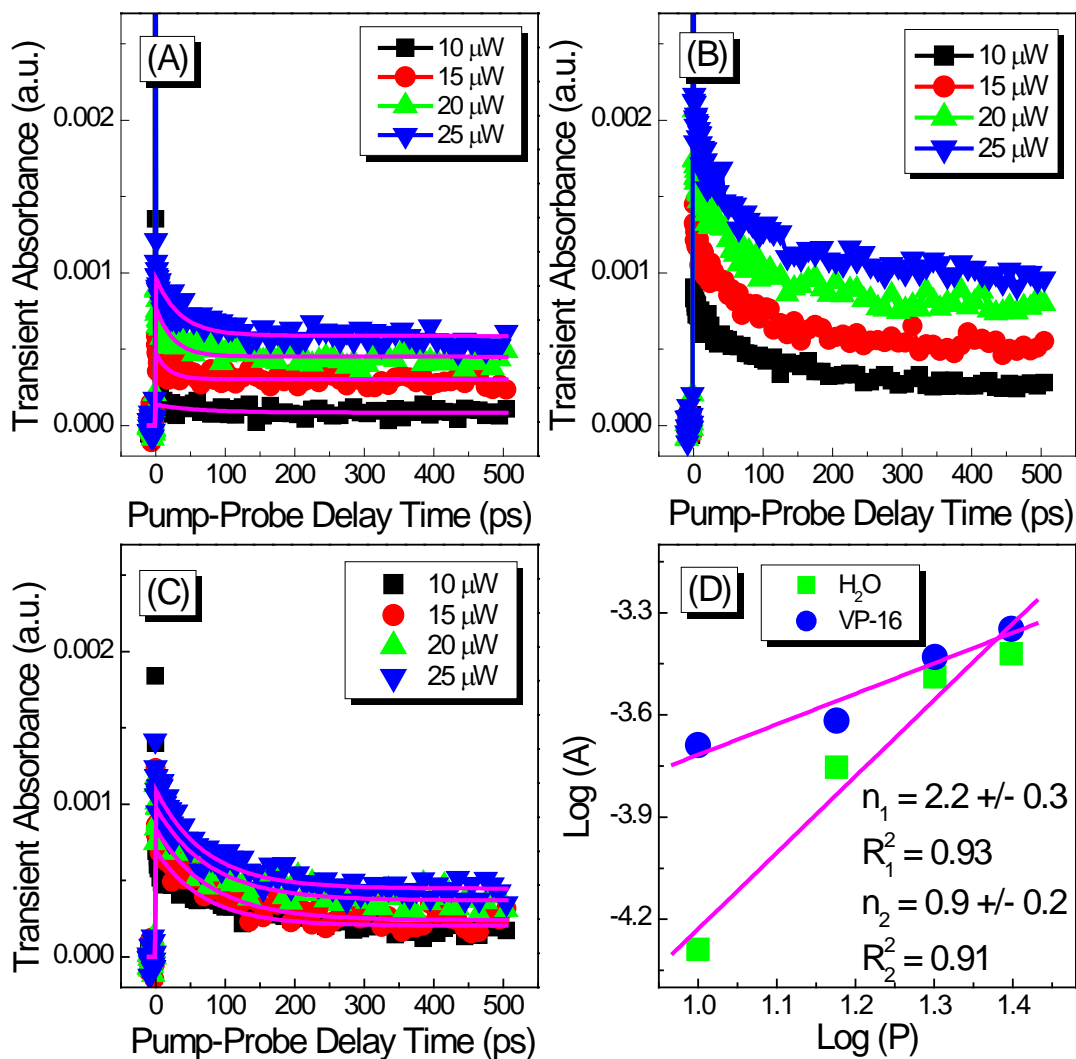 (A)
10 μW
15 μW
20 μW
25 μW
0.002
0.001
0.000
Transient Absorbance (a.u.)
0 100 200 300 400 500
Pump-Probe Delay Time (ps)
(B)
10 μW
15 μW
20 μW
25 μW
0.002
0.001
0.000
Transient Absorbance (a.u.)
0 100 200 300 400 500
Pump-Probe Delay Time (ps)
(C)
10 μW
15 μW
20 μW
25 μW
0.002
0.001
0.000
Transient Absorbance (a.u.)
0 100 200 300 400 500
Pump-Probe Delay Time (ps)
(D)
H₂O
VP-16
-3.3
-3.6
-3.9
-4.2
Log (A)
n₁ = 2.2 +/- 0.3
R₁² = 0.93
n₂ = 0.9 +/- 0.2
R₂² = 0.91
1.0 1.1 1.2 1.3 1.4
Log (P)